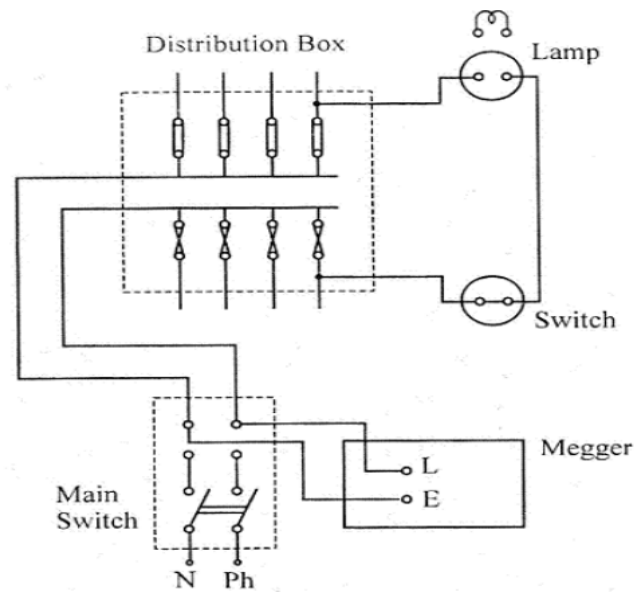 Distribution Box
Lamp
Switch
Megger
L
E
Main
Switch
N Ph